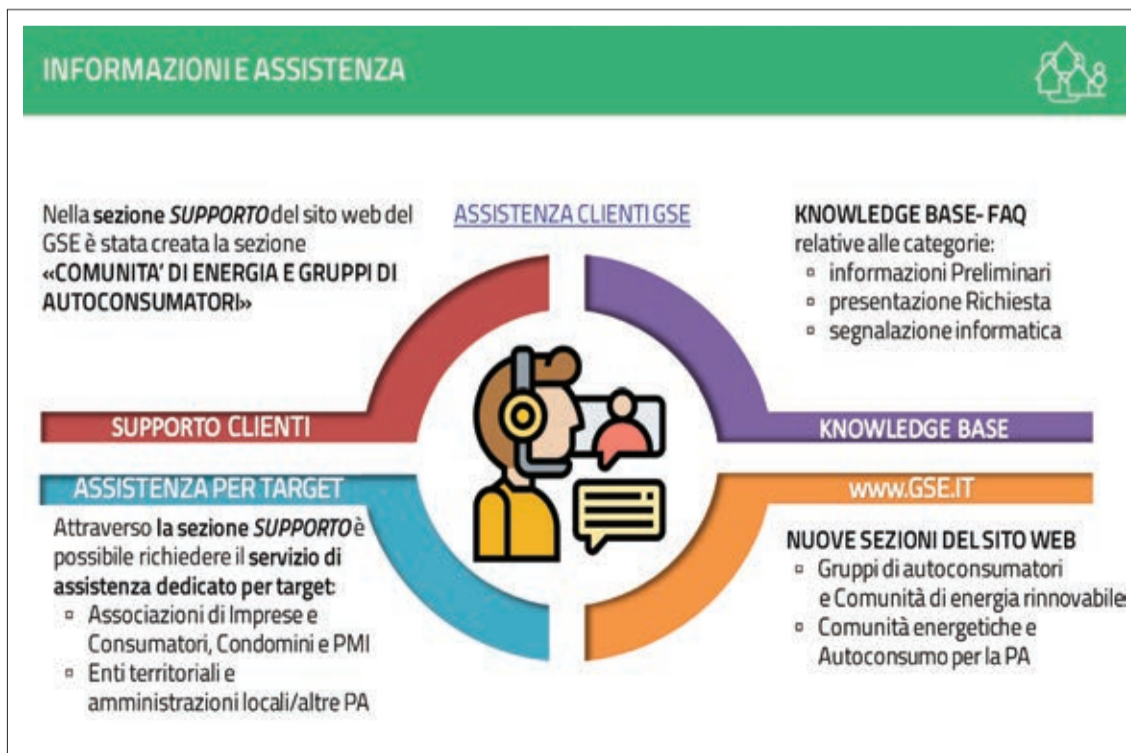 INFORMAZIONI E ASSISTENZA
Nella sezione SUPPORTO del sito web del
GSE è stata creata la sezione
«COMUNITA' DI ENERGIA E GRUPPI DI
AUTOCONSUMATORI»
SUPPORTO CLIENTI
ASSISTENZA CLIENTI GSE
KNOWLEDGE BASE- FAQ
relative alle categorie:
▫ informazioni Preliminari
▫ presentazione Richiesta
▫ segnalazione informatica
KNOWLEDGE BASE
ASSISTENZA PER TARGET
Attraverso la sezione SUPPORTO è
possibile richiedere il servizio di
assistenza dedicato per target:
▫ Associazioni di Imprese e
Consumatori, Condomini e PMI
▫ Enti territoriali e
amministrazioni locali/altre PA
www.GSE.IT
NUOVE SEZIONI DEL SITO WEB
▫ Gruppi di autoconsumatori
e Comunità di energia rinnovabile
▫ Comunità energetiche e
Autoconsumo per la PA